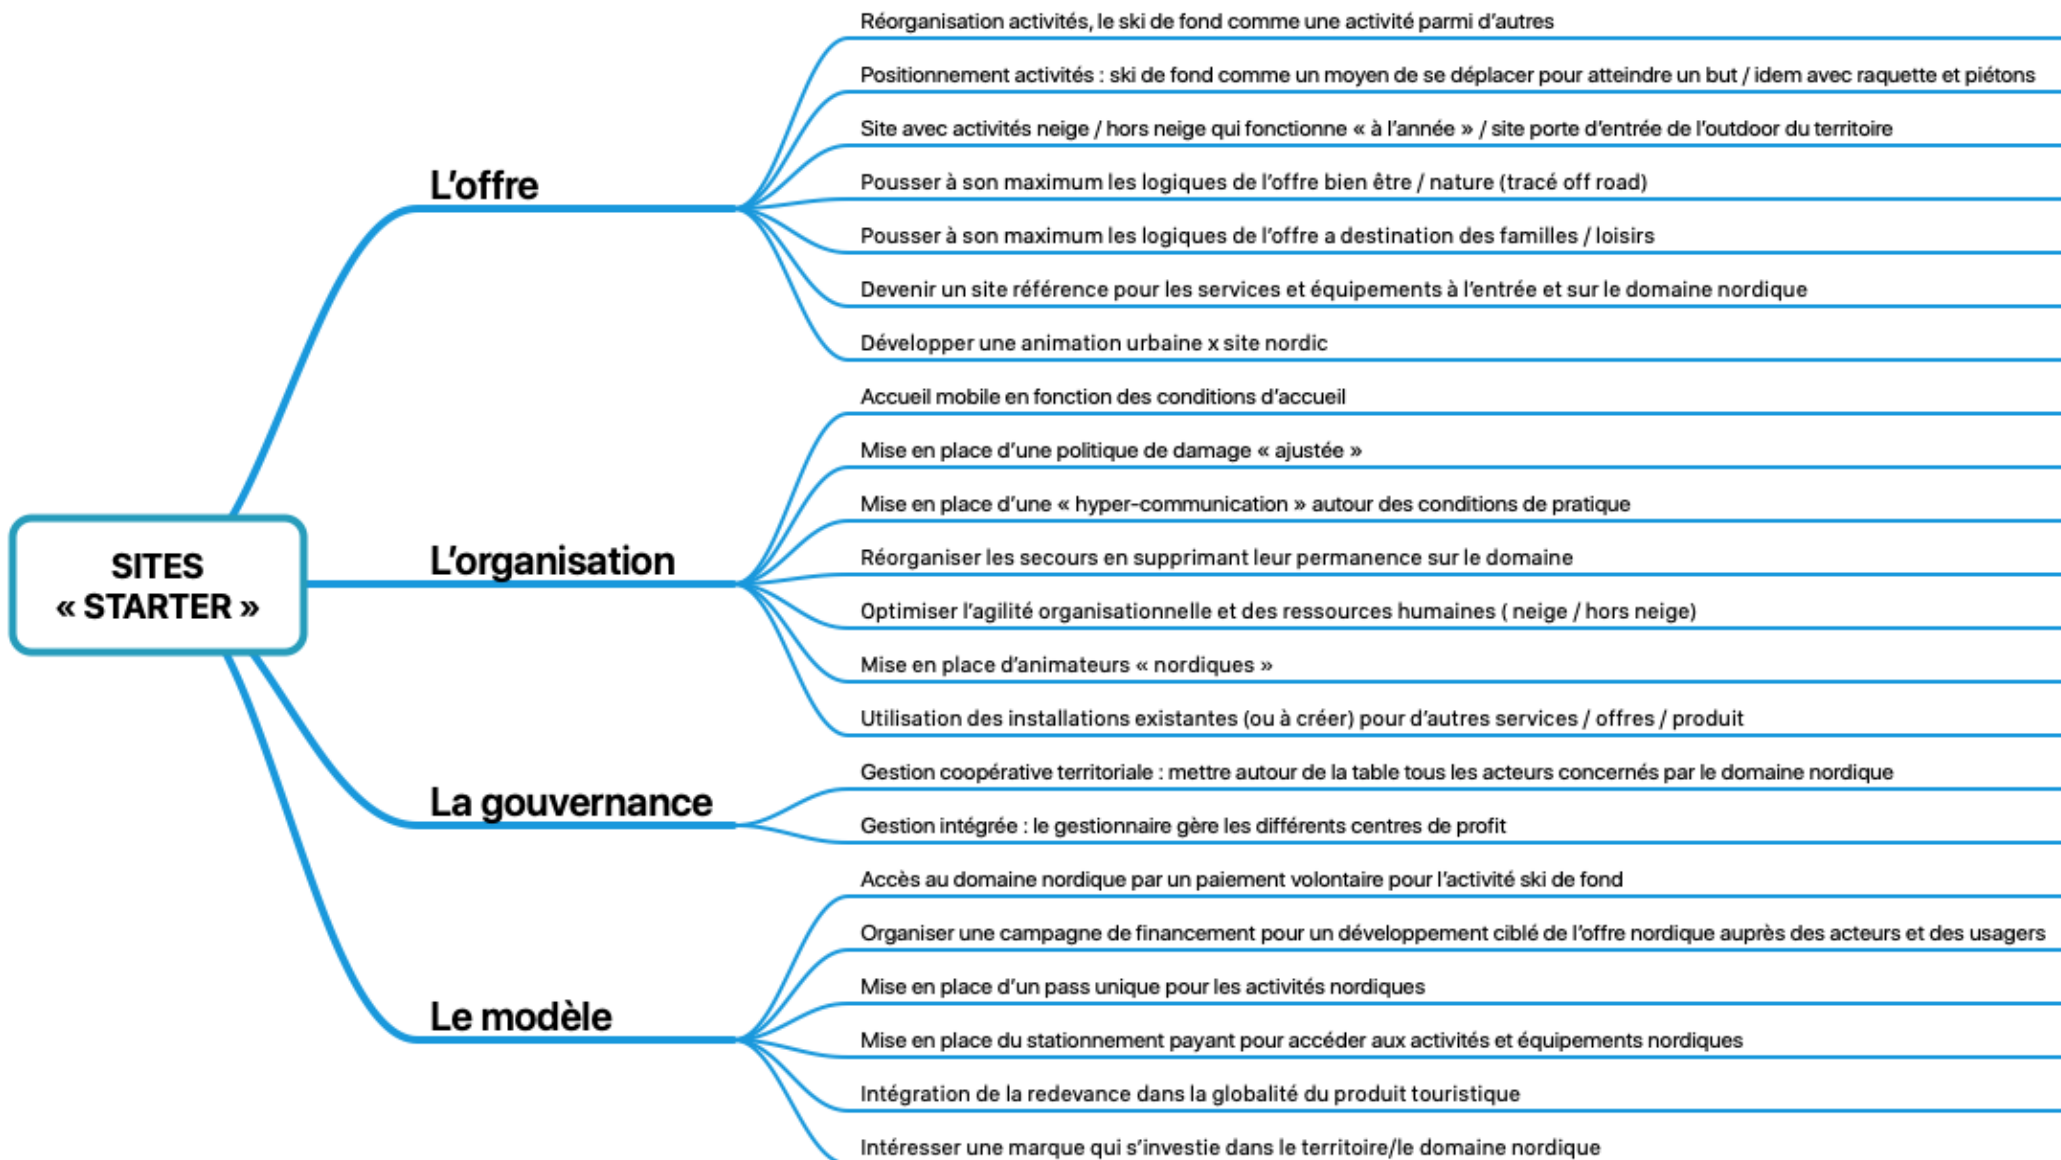 SITES
« STARTER »
L’offre
Réorganisation activités, le ski de fond comme une activité parmi d’autres
Positionnement activités : ski de fond comme un moyen de se déplacer pour atteindre un but / idem avec raquette et piétons
Site avec activités neige / hors neige qui fonctionne « à l’année » / site porte d’entrée de l’outdoor du territoire
Pousser à son maximum les logiques de l’offre bien être / nature (tracé off road)
Pousser à son maximum les logiques de l’offre a destination des familles / loisirs
Devenir un site référence pour les services et équipements à l’entrée et sur le domaine nordique
Développer une animation urbaine x site nordic
L’organisation
Accueil mobile en fonction des conditions d’accueil
Mise en place d’une politique de damage « ajustée »
Mise en place d’une « hyper-communication » autour des conditions de pratique
Réorganiser les secours en supprimant leur permanence sur le domaine
Optimiser l’agilité organisationnelle et des ressources humaines ( neige / hors neige)
Mise en place d’animateurs « nordiques »
Utilisation des installations existantes (ou à créer) pour d’autres services / offres / produit
La gouvernance
Gestion coopérative territoriale : mettre autour de la table tous les acteurs concernés par le domaine nordique
Gestion intégrée : le gestionnaire gère les différents centres de profit
Le modèle
Accès au domaine nordique par un paiement volontaire pour l’activité ski de fond
Organiser une campagne de financement pour un développement ciblé de l’offre nordique auprès des acteurs et des usagers
Mise en place d’un pass unique pour les activités nordiques
Mise en place du stationnement payant pour accéder aux activités et équipements nordiques
Intégration de la redevance dans la globalité du produit touristique
Intéresser une marque qui s’investie dans le territoire/le domaine nordique